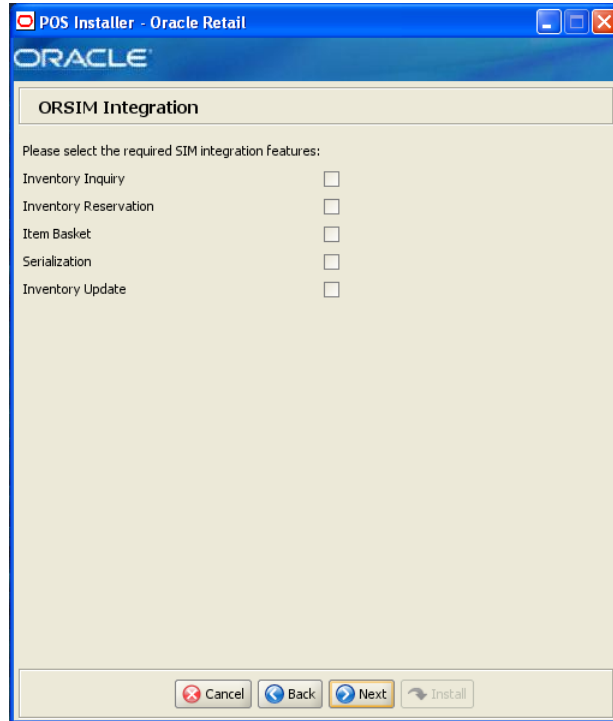 POS Installer - Oracle Retail
ORACLE
ORSIM Integration
Please select the required SIM integration features:
Inventory Inquiry
Inventory Reservation
Item Basket
Serialization
Inventory Update
Cancel Back Next Install